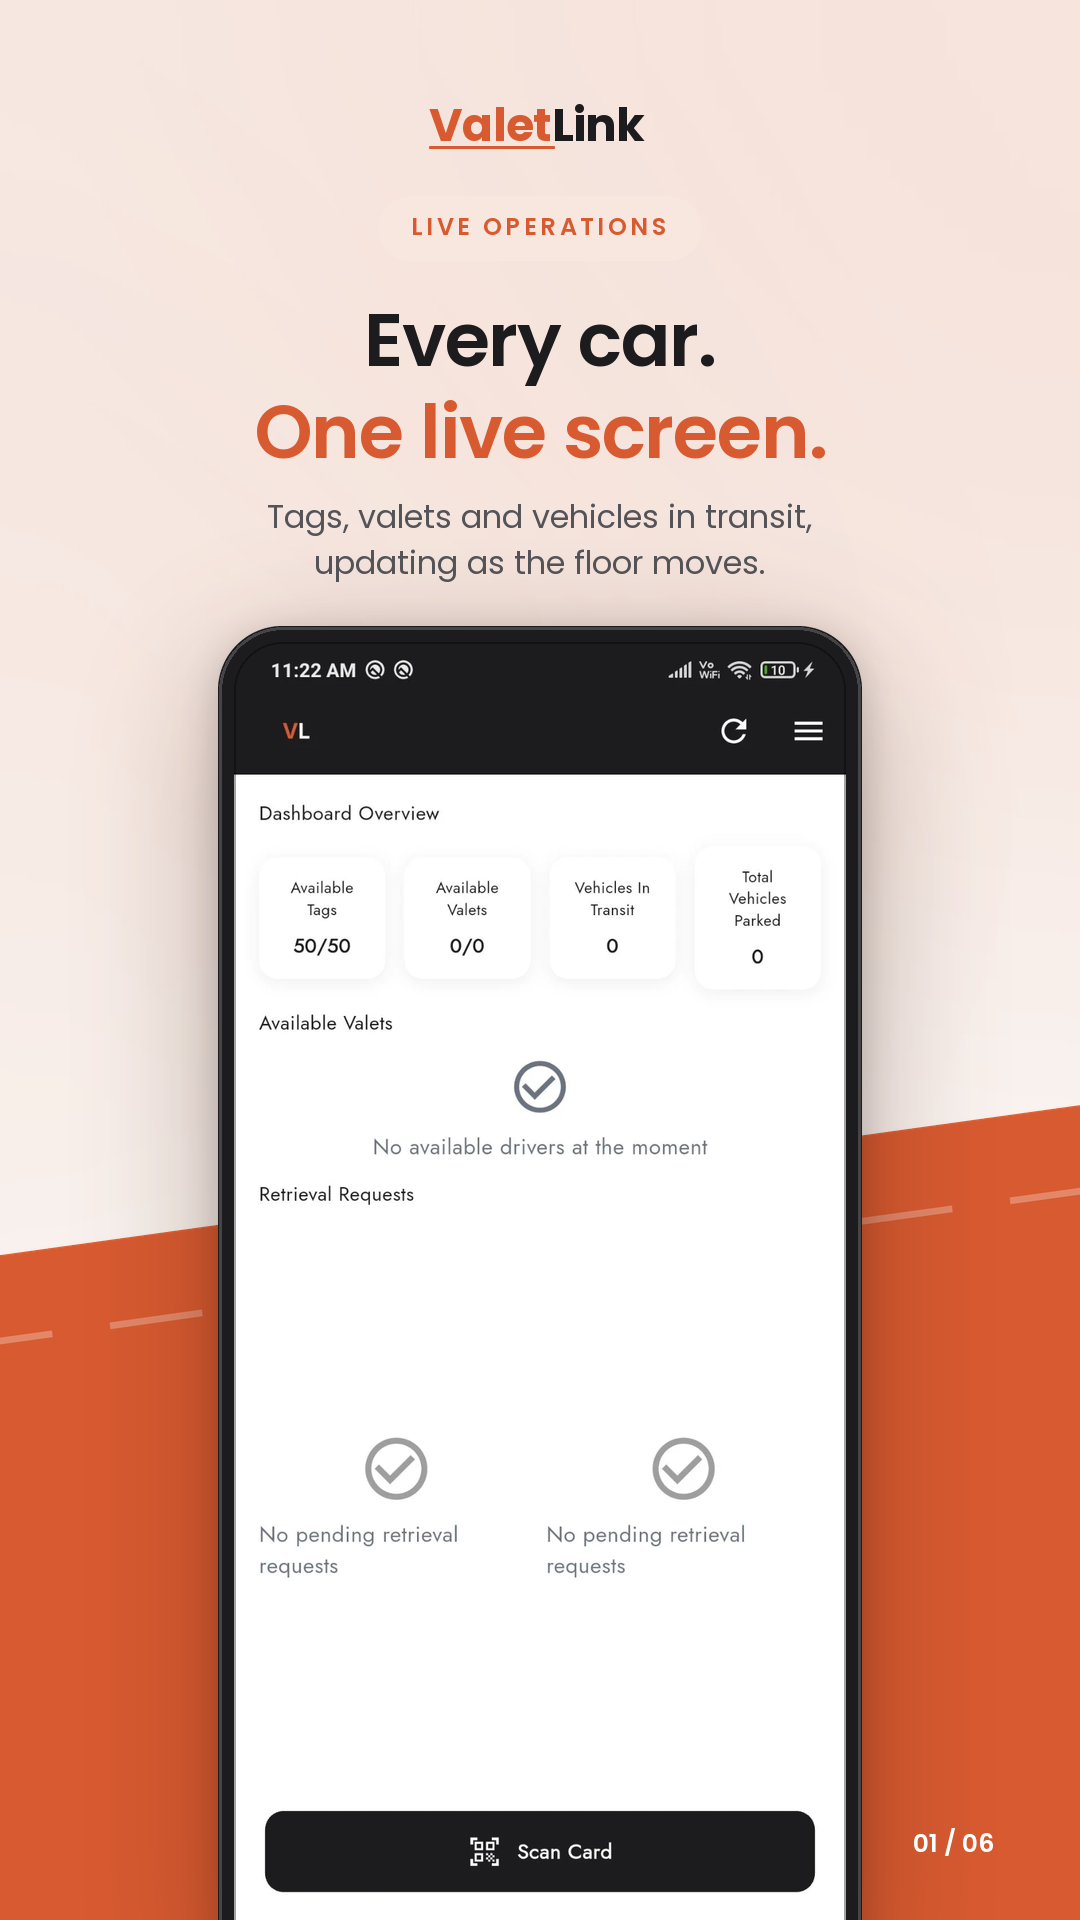 ValetLink
LIVE OPERATIONS
Every car.
One live screen.
Tags, valets and vehicles in transit,
updating as the floor moves.
11:22 AM
Vo
WiFi
10
VL
Dashboard Overview
Available
Tags
50/50
Available
Valets
0/0
Vehicles In
Transit
0
Total
Vehicles
Parked
0
Available Valets
No available drivers at the moment
Retrieval Requests
No pending retrieval
requests
No pending retrieval
requests
Scan Card
01 / 06